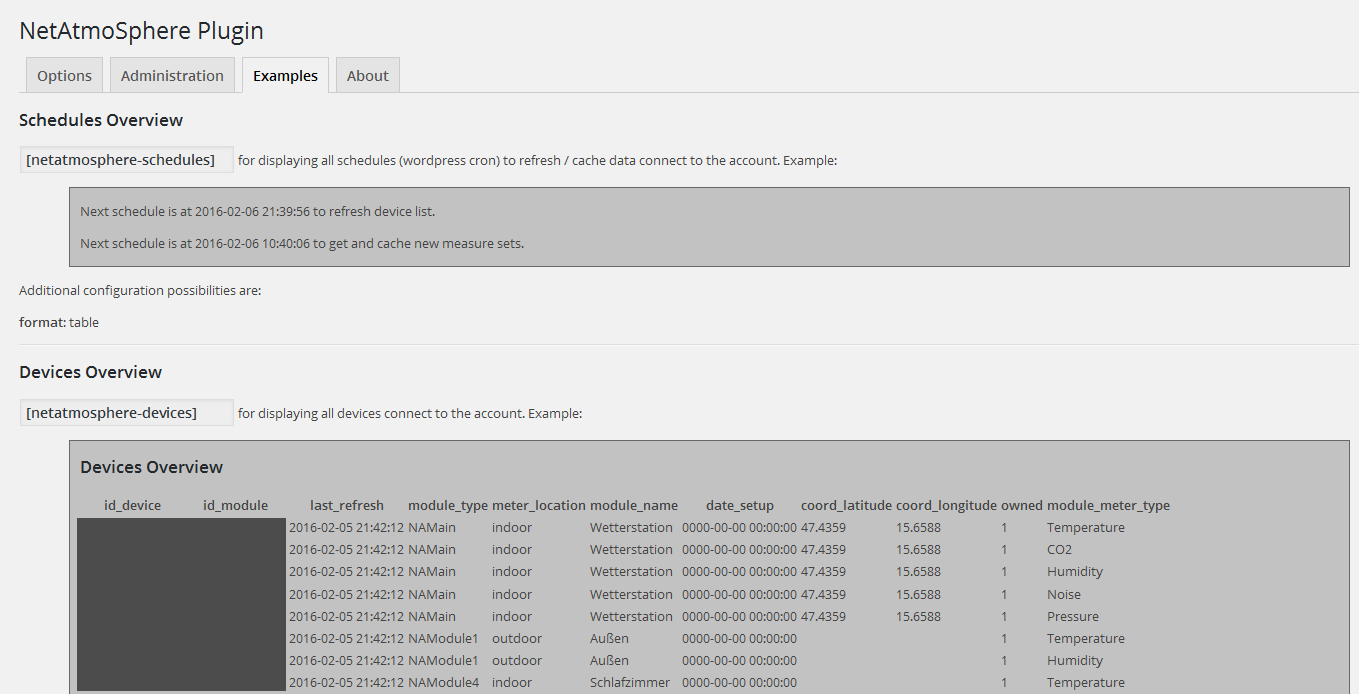 NetAtmoSphere Plugin
Options Administration Examples About
Schedules Overview
[netatmosphere-schedules] for displaying all schedules (wordpress cron) to refresh / cache data connect to the account. Example:
Next schedule is at 2016-02-06 21:39:56 to refresh device list.
Next schedule is at 2016-02-06 10:40:06 to get and cache new measure sets.
Additional configuration possibilities are:
format: table
Devices Overview
[netatmosphere-devices] for displaying all devices connect to the account. Example:
Devices Overview
id_device id_module last_refresh module_type meter_location module_name date_setup coord_latitude coord_longitude owned module_meter_type
2016-02-05 21:42:12 NAMain indoor Wetterstation 0000-00-00 00:00:00 47.4359 15.6588 1 Temperature
2016-02-05 21:42:12 NAMain indoor Wetterstation 0000-00-00 00:00:00 47.4359 15.6588 1 CO2
2016-02-05 21:42:12 NAMain indoor Wetterstation 0000-00-00 00:00:00 47.4359 15.6588 1 Humidity
2016-02-05 21:42:12 NAMain indoor Wetterstation 0000-00-00 00:00:00 47.4359 15.6588 1 Noise
2016-02-05 21:42:12 NAMain indoor Wetterstation 0000-00-00 00:00:00 47.4359 15.6588 1 Pressure
2016-02-05 21:42:12 NAModule1 outdoor Außen 0000-00-00 00:00:00 1 Temperature
2016-02-05 21:42:12 NAModule1 outdoor Außen 0000-00-00 00:00:00 1 Humidity
2016-02-05 21:42:12 NAModule4 indoor Schlafzimmer 0000-00-00 00:00:00 1 Temperature